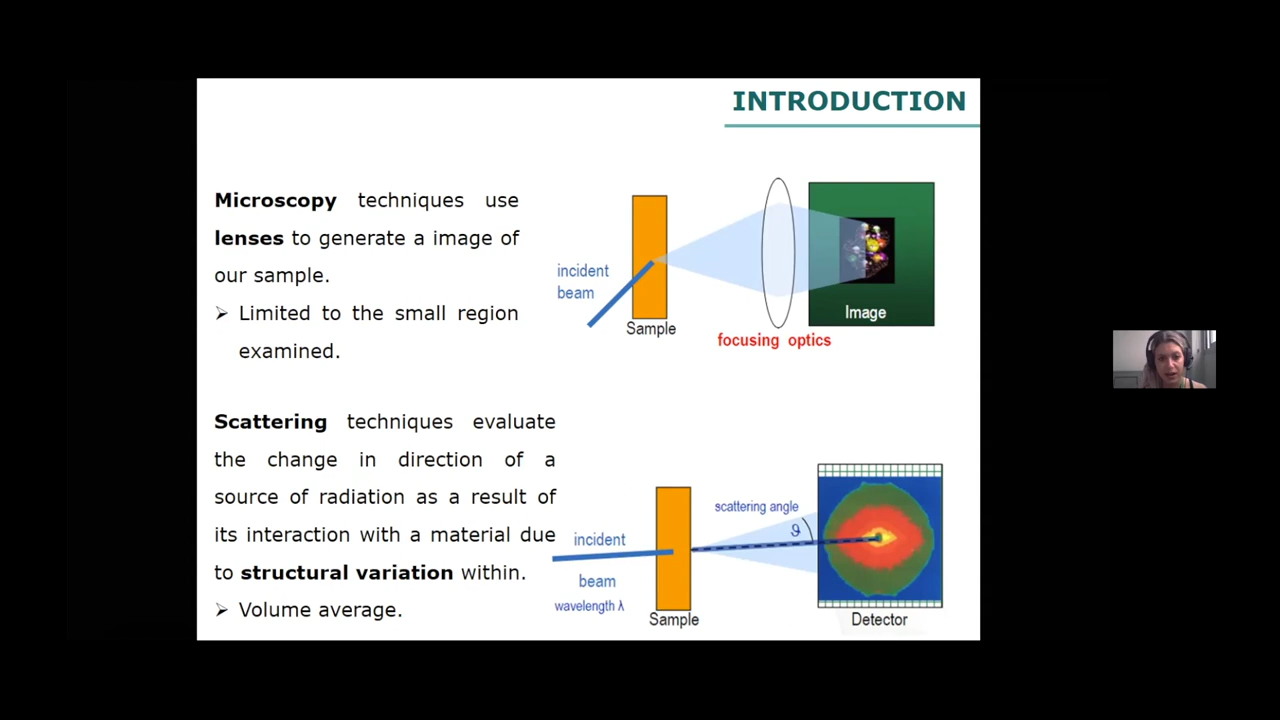 INTRODUCTION
Microscopy techniques use
lenses to generate a image of
our sample.
➢ Limited to the small region
examined.
incident
beam
Sample
focusing optics
Image
Scattering techniques evaluate
the change in direction of a
source of radiation as a result of
its interaction with a material due
to structural variation within.
➢ Volume average.
incident
beam
wavelength λ
Sample
scattering angle
ϑ
Detector